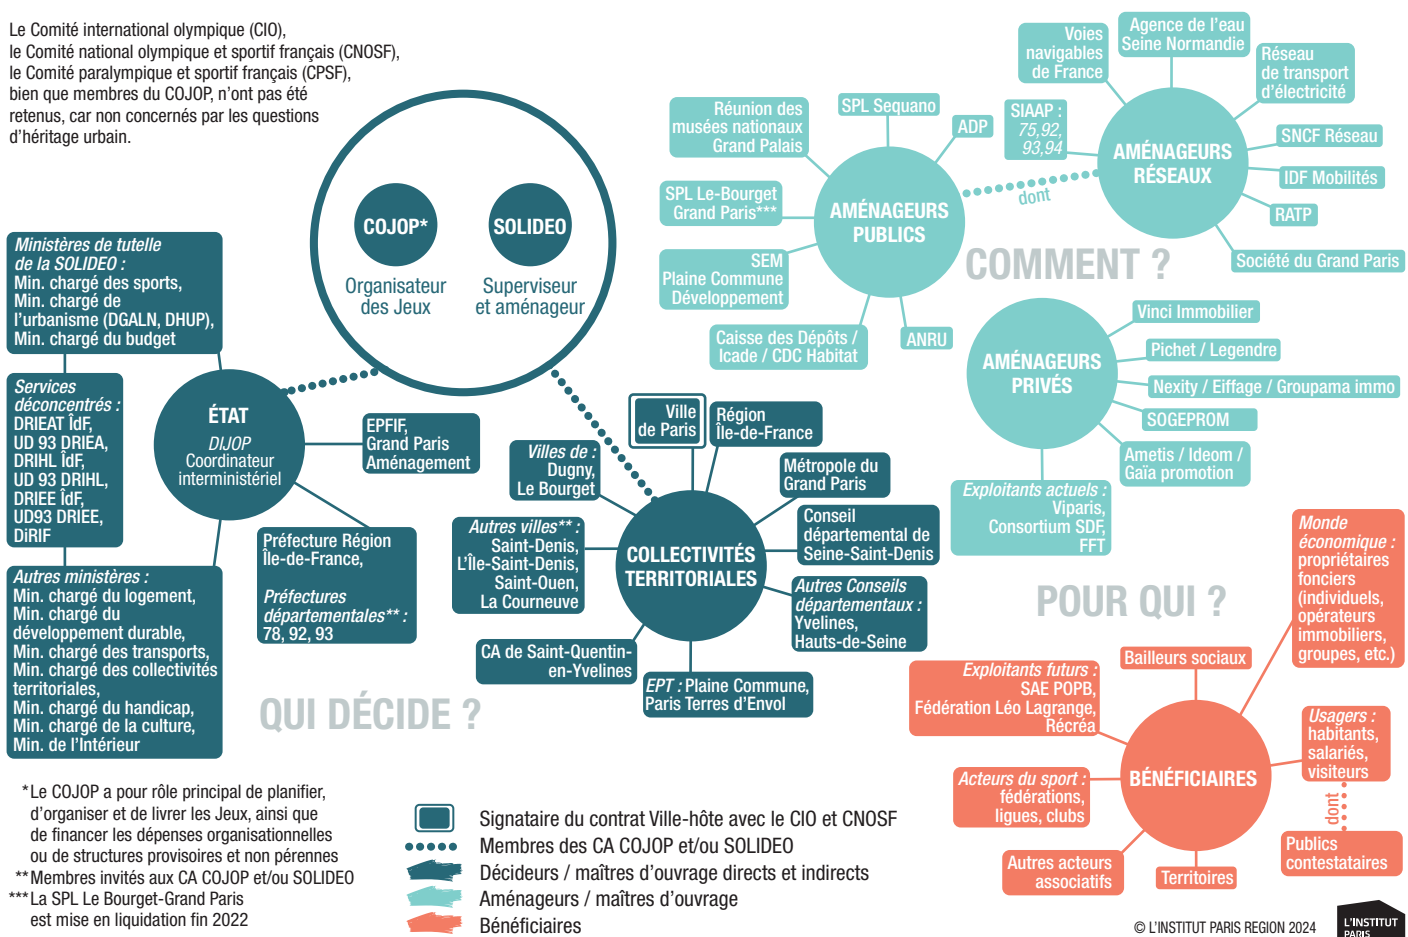 Le Comité international olympique (CIO),
le Comité national olympique et sportif français (CNOSF),
le Comité paralympique et sportif français (CPSF),
bien que membres du COJOP, n'ont pas été
retenus, car non concernés par les questions
d'héritage urbain.
COJOP*
Organisateur
des Jeux
SOLIDEO
Superviseur
et aménageur
Ministères de tutelle
de la SOLIDEO :
Min. chargé des sports,
Min. chargé de
l'urbanisme (DGALN, DHUP),
Min. chargé du budget
Services
déconcentrés :
DRIEAT ÎdF,
UD 93 DRIEA,
DRIHL ÎdF,
UD 93 DRIHL,
DRIEE ÎdF,
UD93 DRIEE,
DiRIF
ÉTAT
DIJOP
Coordinateur
interministériel
EPFIF,
Grand Paris
Aménagement
Préfecture Région
Île-de-France,
Préfectures
départementales** :
78, 92, 93
Autres ministères :
Min. chargé du logement,
Min. chargé du
développement durable,
Min. chargé des transports,
Min. chargé des collectivités
territoriales,
Min. chargé du handicap,
Min. chargé de la culture,
Min. de l'Intérieur
QUI DÉCIDE ?
Ville
de Paris
Région
Île-de-France
Villes de :
Dugny,
Le Bourget
Métropole du
Grand Paris
Autres villes** :
Saint-Denis,
L'Île-Saint-Denis,
Saint-Ouen,
La Courneuve
COLLECTIVITÉS
TERRITORIALES
Conseil
départemental de
Seine-Saint-Denis
Autres Conseils
départementaux :
Yvelines,
Hauts-de-Seine
CA de Saint-Quentin-
en-Yvelines
EPT : Plaine Commune,
Paris Terres d'Envol
Réunion des
musées nationaux
Grand Palais
SPL Sequano
ADP
SPL Le-Bourget
Grand Paris***
AMÉNAGEURS
PUBLICS
SEM
Plaine Commune
Développement
Caisse des Dépôts /
Icade / CDC Habitat
ANRU
dont
Voies
navigables
de France
Agence de l'eau
Seine Normandie
Réseau
de transport
d'électricité
SIAAP :
75,92,
93,94
AMÉNAGEURS
RÉSEAUX
SNCF Réseau
IDF Mobilités
RATP
Société du Grand Paris
COMMENT ?
AMÉNAGEURS
PRIVÉS
Vinci Immobilier
Pichet / Legendre
Nexity / Eiffage / Groupama immo
SOGEPROM
Ametis / Ideom /
Gaïa promotion
Exploitants actuels :
Viparis,
Consortium SDF,
FFT
POUR QUI ?
Monde
économique :
propriétaires
fonciers
(individuels,
opérateurs
immobiliers,
groupes, etc.)
Bailleurs sociaux
Exploitants futurs :
SAE POPB,
Fédération Léo Lagrange,
Récréa
BÉNÉFICIAIRES
Usagers :
habitants,
salariés,
visiteurs
dont
Publics
contestataires
Acteurs du sport :
fédérations,
ligues, clubs
Autres acteurs
associatifs
Territoires
*Le COJOP a pour rôle principal de planifier,
d'organiser et de livrer les Jeux, ainsi que
de financer les dépenses organisationnelles
ou de structures provisoires et non pérennes
**Membres invités aux CA COJOP et/ou SOLIDEO
***La SPL Le Bourget-Grand Paris
est mise en liquidation fin 2022
Signataire du contrat Ville-hôte avec le CIO et CNOSF
Membres des CA COJOP et/ou SOLIDEO
Décideurs / maîtres d'ouvrage directs et indirects
Aménageurs / maîtres d'ouvrage
Bénéficiaires
© L'INSTITUT PARIS REGION 2024
L'INSTITUT
PARIS